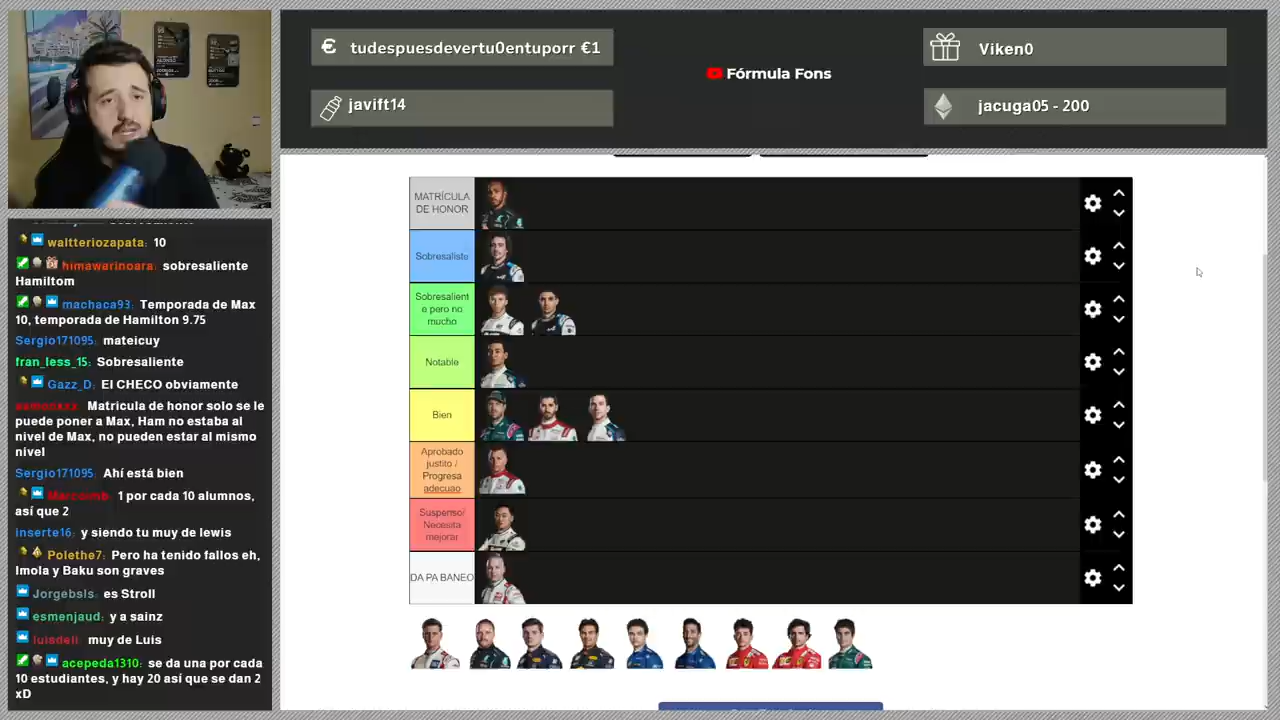 tudespuesdevertu0entuporr €1
javift14
Fórmula Fons
Viken0
jacuga05 - 200
waltteriozapata: 10
himawarinoara: sobresaliente
Hamiltom
machaca93: Temporada de Max
10, temporada de Hamilton 9.75
Sergio171095: mateicuy
fran_less_15: Sobresaliente
Gazz_D: El CHECO obviamente
Matricula de honor solo se le
puede poner a Max, Ham no estaba al
nivel de Max, no pueden estar al mismo
nivel
Sergio171095: Ahí está bien
1 por cada 10 alumnos,
así que 2
inserte16: y siendo tu muy de lewis
Polethe7: Pero ha tenido fallos eh,
Imola y Baku son graves
Jorgebsls: es Stroll
esmenjaud: y a sainz
luisdeli: muy de Luis
acepeda1310: se da una por cada
10 estudiantes, y hay 20 así que se dan 2
xD
MATRÍCULA
DE HONOR
Sobresaliste
Sobresalient
e pero no
mucho
Notable
Bien
Aprobado
justito /
Progresa
adecuao
Suspenso/
Necesita
mejorar
DA PA BANEO